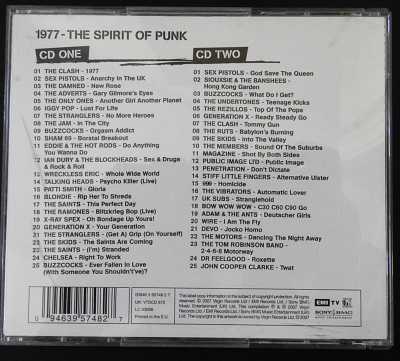 1977 - THE SPIRIT OF PUNK
CD ONE
01 THE CLASH - 1977
02 SEX PISTOLS - Anarchy In The UK
03 THE DAMNED - New Rose
04 THE ADVERTS - Gary Gilmore's Eyes
05 THE ONLY ONES - Another Girl Another Planet
06 IGGY POP - Lust For Life
07 THE STRANGLERS - No More Heroes
08 THE JAM - In The City
09 BUZZCOCKS - Orgasm Addict
10 SHAM 69 - Borstal Breakout
11 EDDIE & THE HOT RODS - Do Anything
You Wanna Do
12 IAN DURY & THE BLOCKHEADS - Sex & Drugs
& Rock & Roll
13 WRECKLESS ERIC - Whole Wide World
14 TALKING HEADS - Psycho Killer (Live)
15 PATTI SMITH - Gloria
16 BLONDIE - Rip Her To Shreds
17 THE SAINTS - This Perfect Day
18 THE RAMONES - Blitzkrieg Bop (Live)
19 X-RAY SPEX - Oh Bondage Up Yours!
20 GENERATION X - Your Generation
21 THE STRANGLERS - (Get A) Grip (On Yourself)
22 THE SKIDS - The Saints Are Coming
23 THE SAINTS - (I'm) Stranded
24 CHELSEA - Right To Work
25 BUZZCOCKS - Ever Fallen In Love
(With Someone You Shouldn't've)?
CD TWO
01 SEX PISTOLS - God Save The Queen
02 SIOUXSIE & THE BANSHEES -
Hong Kong Garden
03 BUZZCOCKS - What Do I Get?
04 THE UNDERTONES - Teenage Kicks
05 THE REZILLOS - Top Of The Pops
06 GENERATION X - Ready Steady Go
07 THE CLASH - Tommy Gun
08 THE RUTS - Babylon's Burning
09 THE SKIDS - Into The Valley
10 THE MEMBERS - Sound Of The Suburbs
11 MAGAZINE - Shot By Both Sides
12 PUBLIC IMAGE LTD - Public Image
13 PENETRATION - Don't Dictate
14 STIFF LITTLE FINGERS - Alternative Ulster
15 999 - Homicide
16 THE VIBRATORS - Automatic Lover
17 UK SUBS - Stranglehold
18 BOW WOW WOW - C30 C60 C90 Go
19 ADAM & THE ANTS - Deutscher Girls
20 WIRE - I Am The Fly
21 DEVO - Jocko Homo
22 THE MOTORS - Dancing The Night Away
23 THE TOM ROBINSON BAND -
2-4-6-8 Motorway
24 DR FEELGOOD - Roxette
25 JOHN COOPER CLARKE - Twat
0 94639 57482 7
EMI TV
SONY BMG